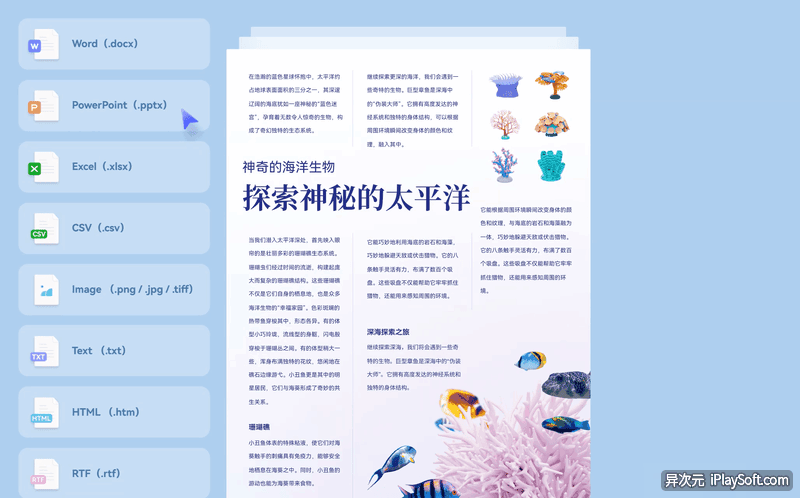 Word (.docx)
PowerPoint (.pptx)
Excel (.xlsx)
CSV (.csv)
Image (.png / .jpg / .tiff)
Text (.txt)
HTML (.htm)
RTF (.rtf)
W
P
X
CSV
TXT
HTML
RTF
在浩瀚的蓝色星球怀抱中，太平洋约
占地球表面面积的三分之一，其深邃
辽阔的海底犹如一座神秘的“蓝色迷
宫”，孕育着无数令人惊奇的生物，构
成了奇幻独特的生态系统。
继续探索更深的海洋，我们会遇到一
些奇特的生物。巨型章鱼是深海中
的“伪装大师”。它拥有高度发达的神
经系统和独特的身体结构，可以根据
周围环境瞬间改变身体的颜色和纹
理，融入其中。
神奇的海洋生物
探索神秘的太平洋
当我们潜入太平洋深处，首先映入眼
帘的是壮丽多彩的珊瑚礁生态系统。
珊瑚虫们经过时间的流逝，构建起庞
大而复杂的珊瑚礁结构。这些珊瑚礁
不仅是它们自身的栖息地，也是众多
海洋生物的“幸福家园”。色彩斑斓的
热带鱼穿梭其中，形态各异。有的体
型小巧玲珑，流线型的身躯，闪电般
穿梭于珊瑚丛之间。有的体型稍大一
些，浑身布满独特的花纹，悠闲地在
礁石边缘游弋。小丑鱼更是其中的明
星居民，它们与海葵形成了奇妙的共
生关系。
珊瑚礁
小丑鱼体表的特殊粘液，使它们对海
葵触手的刺痛具有免疫力，能够安全
地栖息在海葵之中。同时，小丑鱼的
游动也能为海葵带来食物。
它能巧妙地利用海底的岩石和海藻，
巧妙地躲避天敌或伏击猎物。它的八
条触手灵活有力，布满了数百个吸
盘。这些吸盘不仅能帮助它牢牢抓住
猎物，还能用来感知周围的环境。
深海探索之旅
继续探索深海，我们将会遇到一些奇
特的生物。巨型章鱼是深海中的“伪装
大师”。它拥有高度发达的神经系统和
独特的身体结构。
它能根据周围环境瞬间改变身体的颜
色和纹理，与海底的岩石和海藻融为
一体，巧妙地躲避天敌或伏击猎物。
它的八条触手灵活有力，布满了数百
个吸盘。这些吸盘不仅能帮助它牢牢
抓住猎物，还能用来感知周围的环
境。
异次元 iPlaySoft.com